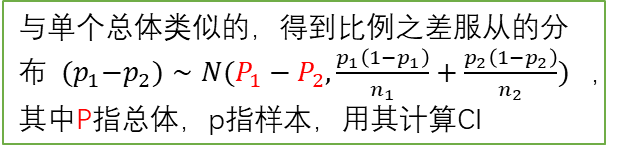 与单个总体类似的，得到比例之差服从的分
布 (p₁−p₂) ~ N(P₁ − P₂, p₁(1−p₁)/n₁ + p₂(1−p₂)/n₂) ，
其中P指总体，p指样本，用其计算CI